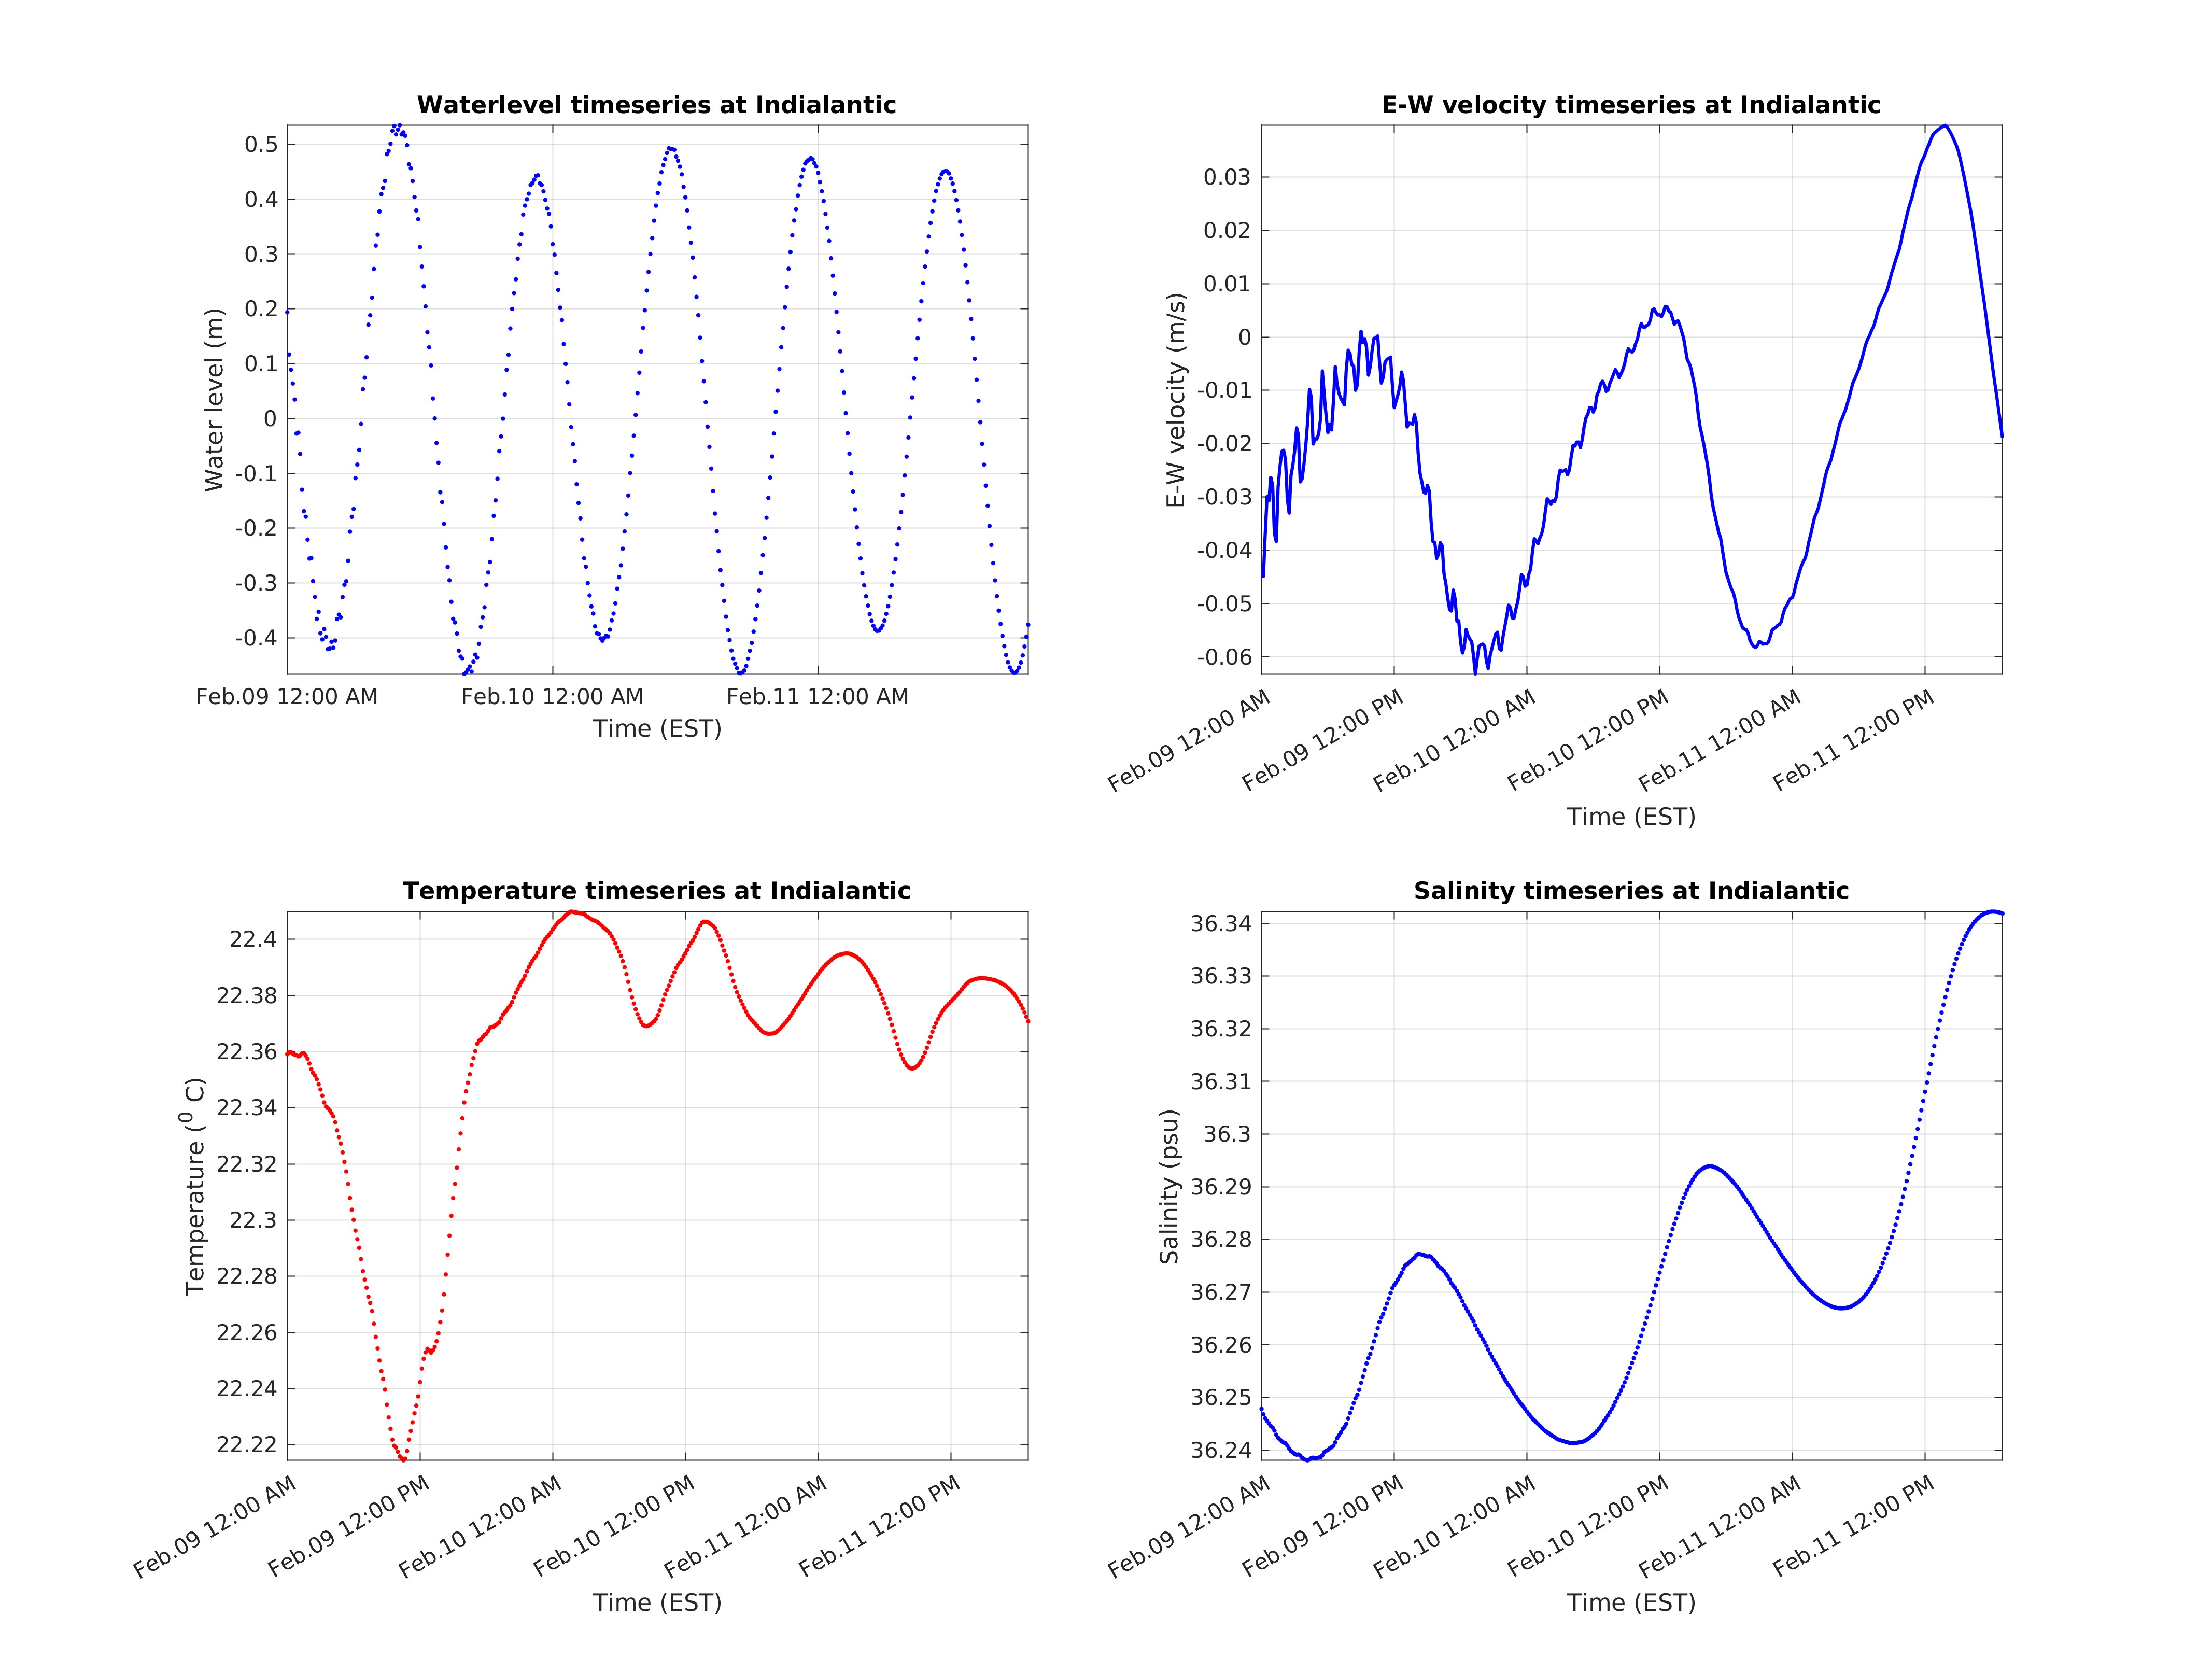 Waterlevel timeseries at Indialantic
0.5
0.4
0.3
0.2
0.1
0
-0.1
-0.2
-0.3
-0.4
Water level (m)
Feb.09 12:00 AM
Feb.10 12:00 AM
Feb.11 12:00 AM
Time (EST)
E-W velocity timeseries at Indialantic
0.03
0.02
0.01
0
-0.01
-0.02
-0.03
-0.04
-0.05
-0.06
E-W velocity (m/s)
Feb.09 12:00 AM
Feb.09 12:00 PM
Feb.10 12:00 AM
Feb.10 12:00 PM
Feb.11 12:00 AM
Feb.11 12:00 PM
Time (EST)
Temperature timeseries at Indialantic
22.4
22.38
22.36
22.34
22.32
22.3
22.28
22.26
22.24
22.22
Temperature (⁰ C)
Feb.09 12:00 AM
Feb.09 12:00 PM
Feb.10 12:00 AM
Feb.10 12:00 PM
Feb.11 12:00 AM
Feb.11 12:00 PM
Time (EST)
Salinity timeseries at Indialantic
36.34
36.33
36.32
36.31
36.3
36.29
36.28
36.27
36.26
36.25
36.24
Salinity (psu)
Feb.09 12:00 AM
Feb.09 12:00 PM
Feb.10 12:00 AM
Feb.10 12:00 PM
Feb.11 12:00 AM
Feb.11 12:00 PM
Time (EST)